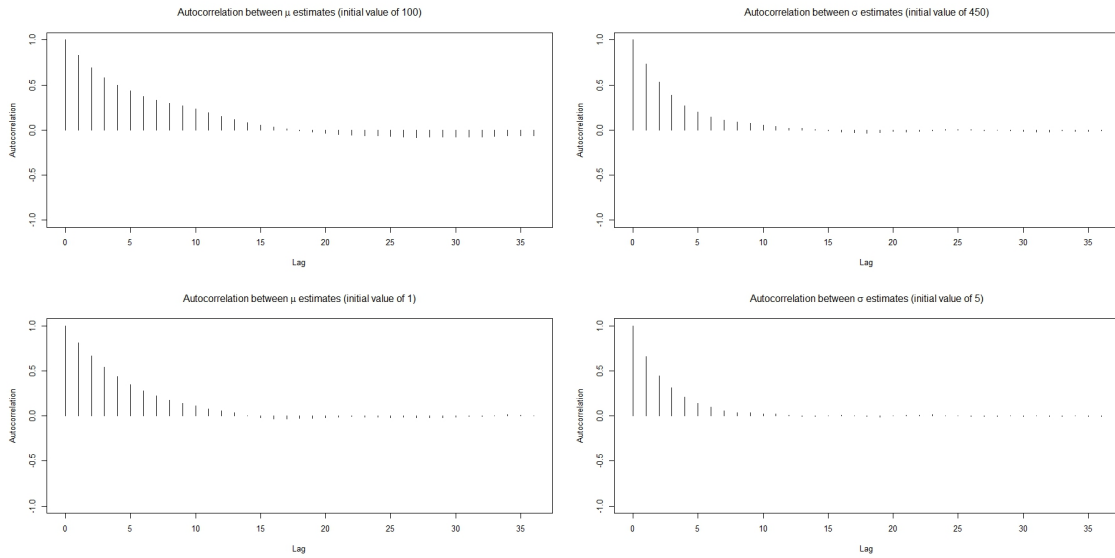 Autocorrelation between μ estimates (initial value of 100)
1.0
0.5
0.0
-0.5
-1.0
Autocorrelation
0 5 10 15 20 25 30 35
Lag
Autocorrelation between σ estimates (initial value of 450)
1.0
0.5
0.0
-0.5
-1.0
Autocorrelation
0 5 10 15 20 25 30 35
Lag
Autocorrelation between μ estimates (initial value of 1)
1.0
0.5
0.0
-0.5
-1.0
Autocorrelation
0 5 10 15 20 25 30 35
Lag
Autocorrelation between σ estimates (initial value of 5)
1.0
0.5
0.0
-0.5
-1.0
Autocorrelation
0 5 10 15 20 25 30 35
Lag